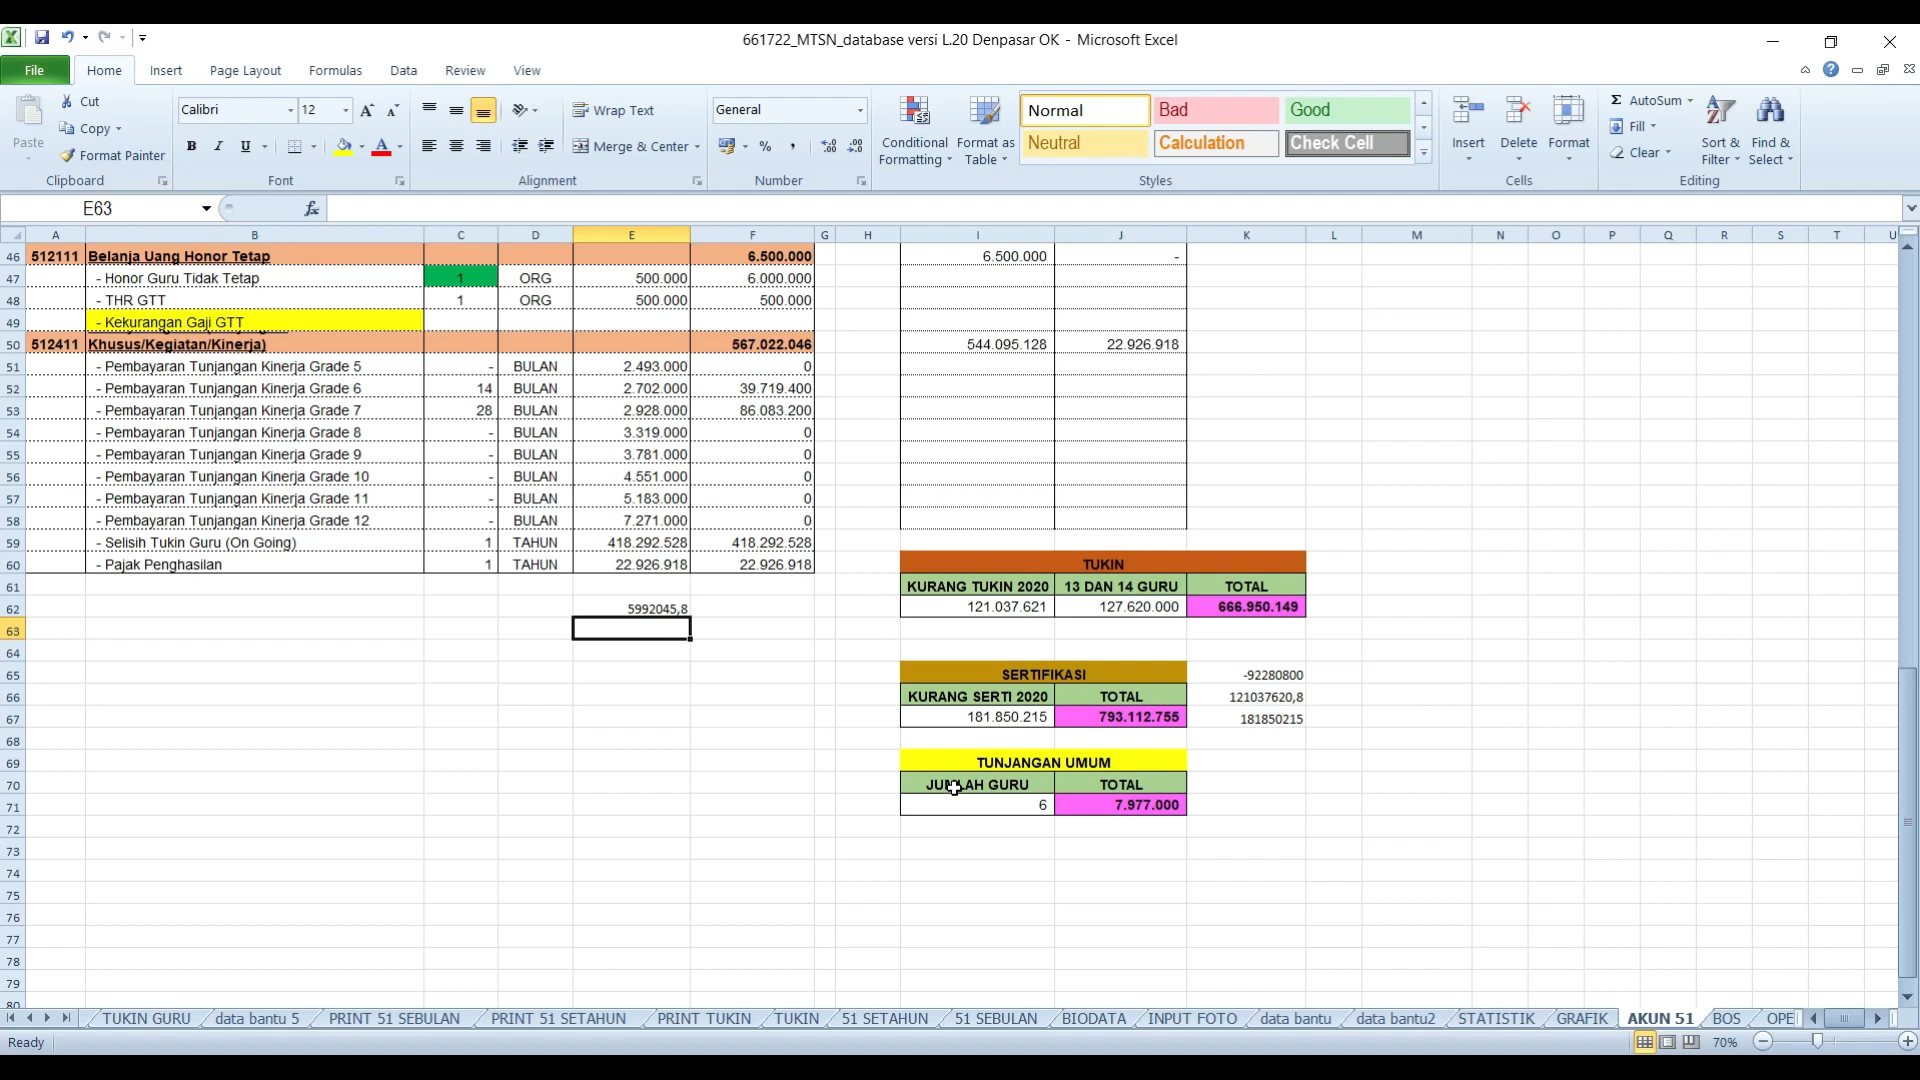 661722_MTSN_database versi L.20 Denpasar OK - Microsoft Excel
File Home Insert Page Layout Formulas Data Review View
Paste
Cut
Copy
Format Painter
Clipboard
Calibri 12
B I U
Font
Wrap Text
Merge & Center
Alignment
General
Number
Conditional Formatting
Format as Table
Normal Bad Good
Neutral Calculation Check Cell
Styles
Insert Delete Format
Cells
AutoSum
Fill
Clear
Sort & Filter
Find & Select
Editing
E63 fx
A B C D E F G H I J K L M N O P Q R S T U
46 512111 Belanja Uang Honor Tetap 6.500.000 6.500.000 -
47 - Honor Guru Tidak Tetap 1 ORG 500.000 6.000.000
48 - THR GTT 1 ORG 500.000 500.000
49 - Kekurangan Gaji GTT
50 512411 Khusus/Kegiatan/Kinerja) 567.022.046 544.095.128 22.926.918
51 - Pembayaran Tunjangan Kinerja Grade 5 - BULAN 2.493.000 0
52 - Pembayaran Tunjangan Kinerja Grade 6 14 BULAN 2.702.000 39.719.400
53 - Pembayaran Tunjangan Kinerja Grade 7 28 BULAN 2.928.000 86.083.200
54 - Pembayaran Tunjangan Kinerja Grade 8 - BULAN 3.319.000 0
55 - Pembayaran Tunjangan Kinerja Grade 9 - BULAN 3.781.000 0
56 - Pembayaran Tunjangan Kinerja Grade 10 - BULAN 4.551.000 0
57 - Pembayaran Tunjangan Kinerja Grade 11 - BULAN 5.183.000 0
58 - Pembayaran Tunjangan Kinerja Grade 12 - BULAN 7.271.000 0
59 - Selisih Tukin Guru (On Going) 1 TAHUN 418.292.528 418.292.528
60 - Pajak Penghasilan 1 TAHUN 22.926.918 22.926.918 TUKIN
61 KURANG TUKIN 2020 13 DAN 14 GURU TOTAL
62 5992045,8 121.037.621 127.620.000 666.950.149
63
64
65 SERTIFIKASI -92280800
66 KURANG SERTI 2020 TOTAL 121037620,8
67 181.850.215 793.112.755 181850215
68
69 TUNJANGAN UMUM
70 JUMLAH GURU TOTAL
71 6 7.977.000
72
73
74
75
76
77
78
79
80
TUKIN GURU data bantu 5 PRINT 51 SEBULAN PRINT 51 SETAHUN PRINT TUKIN TUKIN 51 SETAHUN 51 SEBULAN BIODATA INPUT FOTO data bantu data bantu2 STATISTIK GRAFIK AKUN 51 BOS OPE
Ready 70%